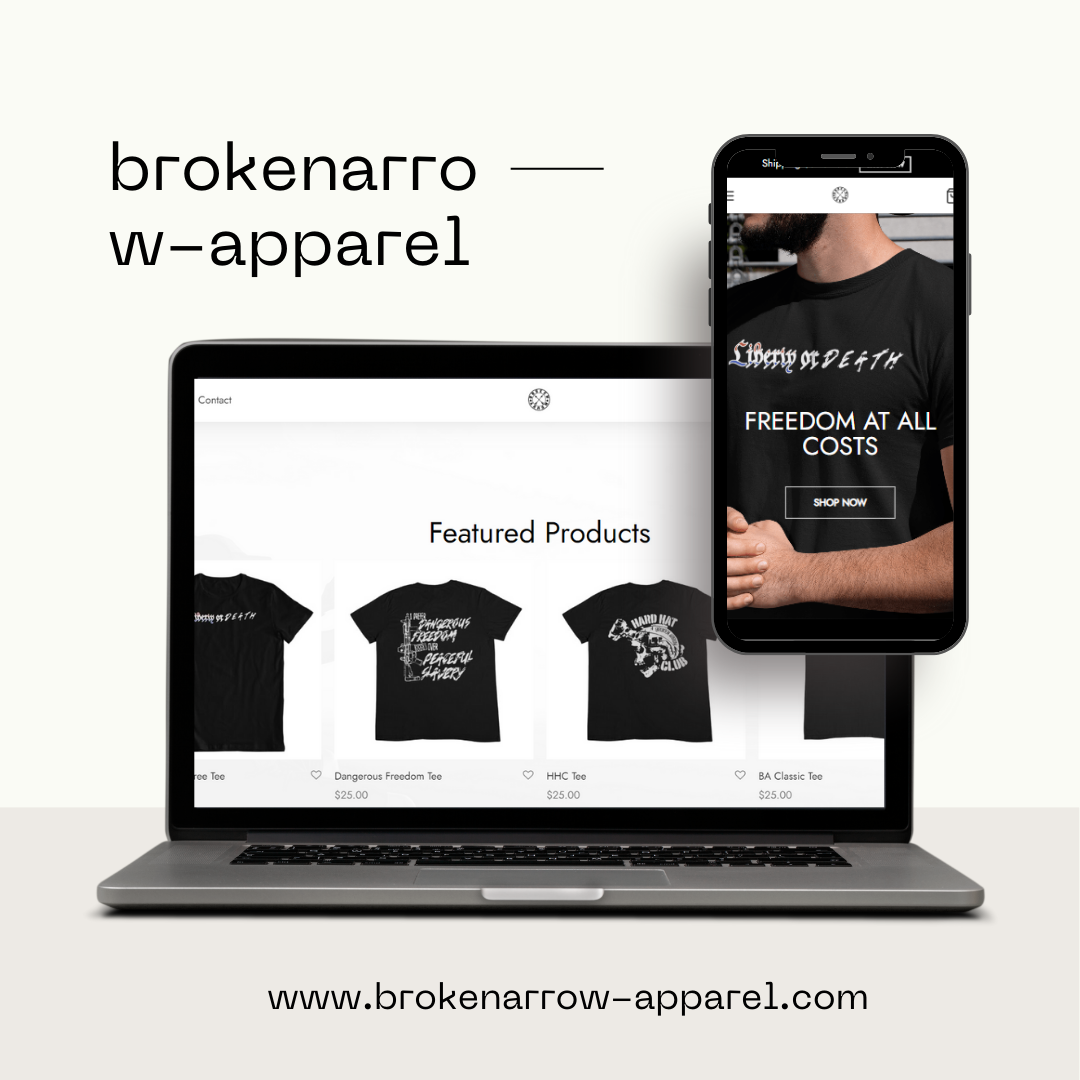 brokenarro
w-apparel
Contact
Featured Products
Liberty or DEATH
I PREFER
DANGEROUS
FREEDOM
OVER
PEACEFUL
SLAVERY
HARD HAT
CLUB
ree Tee
Dangerous Freedom Tee
HHC Tee
BA Classic Tee
$25.00
$25.00
$25.00
Liberty or DEATH
FREEDOM AT ALL
COSTS
SHOP NOW
www.brokenarrow-apparel.com